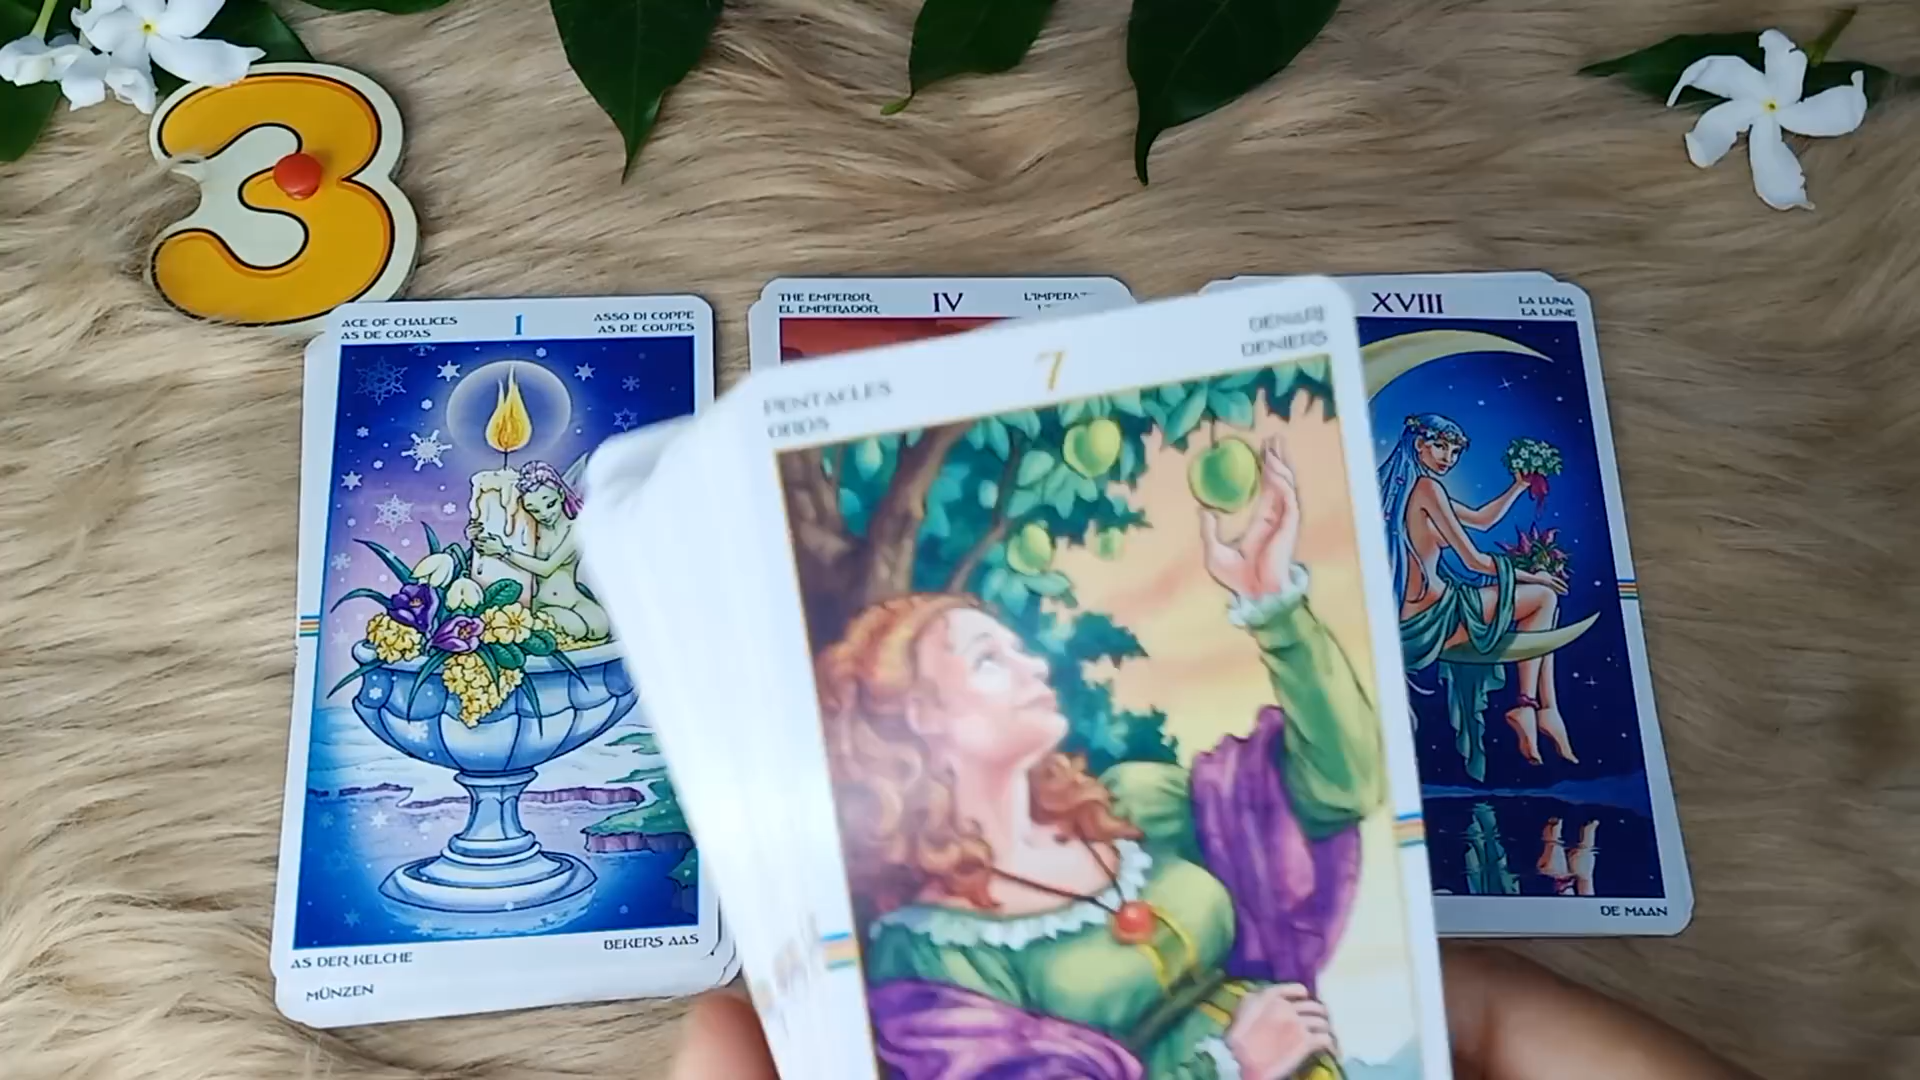 3
ACE OF CHALICES
AS DE COPAS
I
ASSO DI COPPE
AS DE COUPES
AS DER KELCHE
BEKERS AAS
MÜNZEN
THE EMPEROR
EL EMPERADOR
IV
PENTACLES
OROS
7
DENARI
DENIERS
XVIII
LA LUNA
LA LUNE
DE MAAN